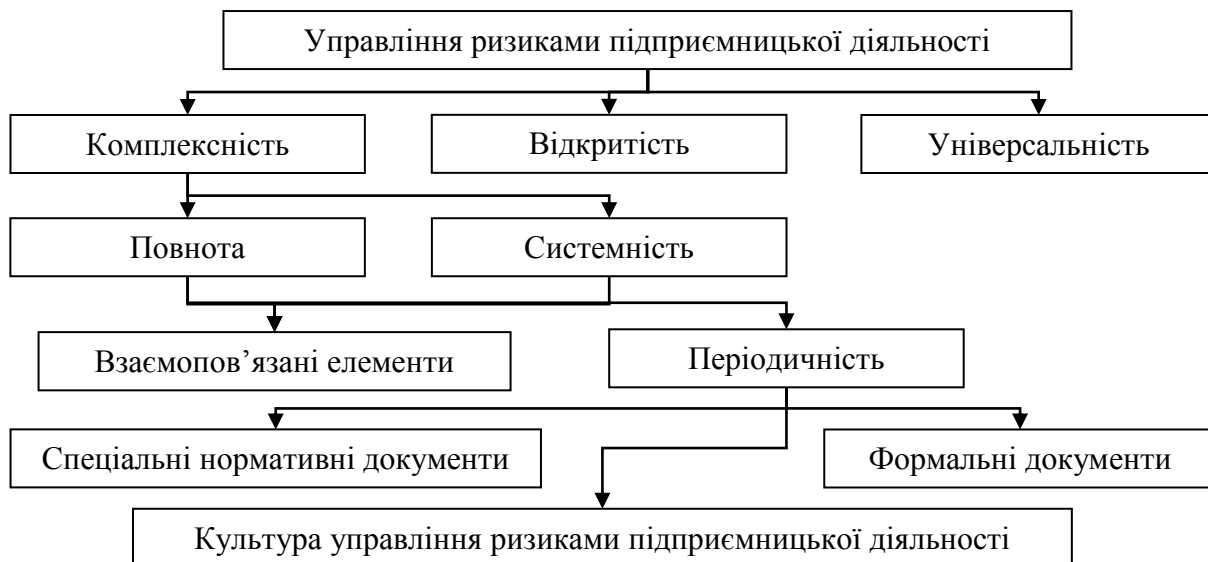 Управління ризиками підприємницької діяльності
Комплексність
Відкритість
Універсальність
Повнота
Системність
Взаємопов’язані елементи
Періодичність
Спеціальні нормативні документи
Формальні документи
Культура управління ризиками підприємницької діяльності